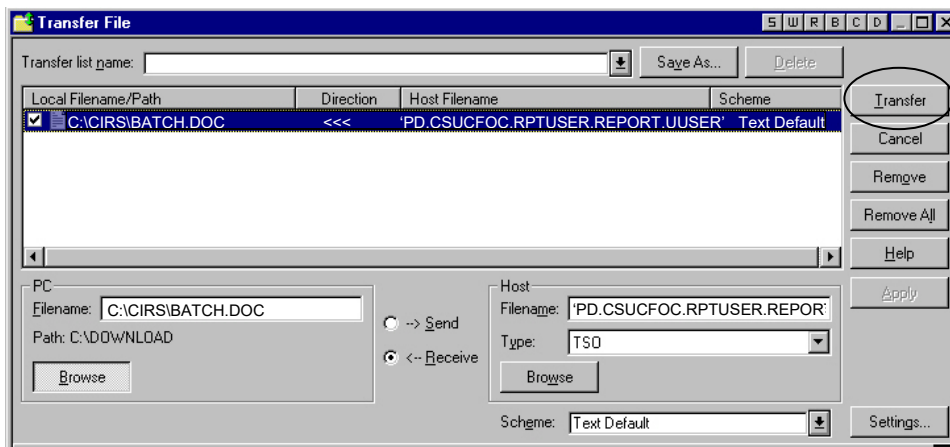 Transfer File S W R B C D
Transfer list name: Save As... Delete
Local Filename/Path Direction Host Filename Scheme
C:\CIRS\BATCH.DOC <<< ‘PD.CSUCFOC.RPTUSER.REPORT.UUSER’ Text Default
Transfer
Cancel
Remove
Remove All
Help
Apply
PC
Filename: C:\CIRS\BATCH.DOC
Path: C:\DOWNLOAD
Browse
--> Send
<-- Receive
Host
Filename: ‘PD.CSUCFOC.RPTUSER.REPOR
Type: TSO
Browse
Scheme: Text Default
Settings...